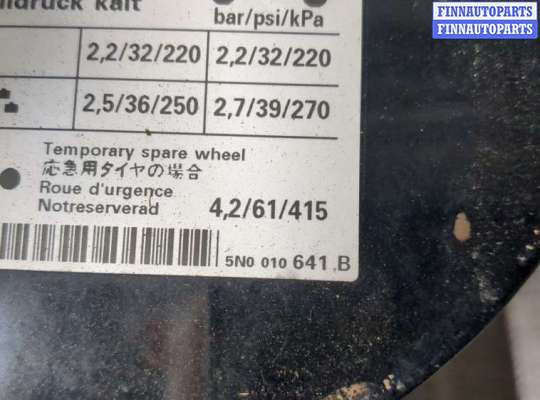 FINNAUTOPARTS
FINNAUTOPARTS
druck kalt
bar/psi/kPa
2,2/32/220 2,2/32/220
2,5/36/250 2,7/39/270
Temporary spare wheel
応急用タイヤの場合
Roue d'urgence
Notreserverad 4,2/61/415
5N0 010 641 B